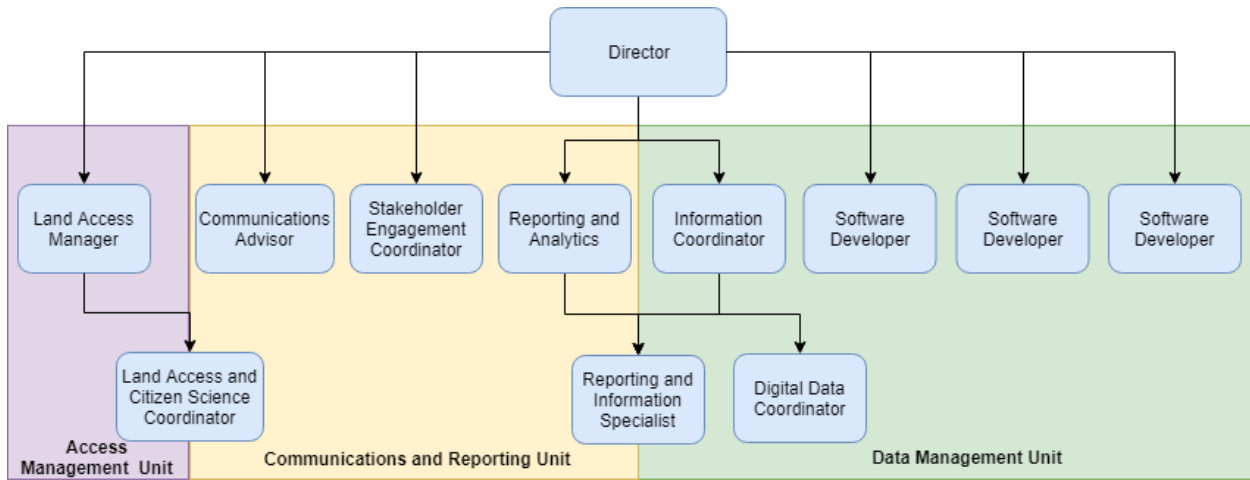 Director
Land Access
Manager
Communications
Advisor
Stakeholder
Engagement
Coordinator
Reporting and
Analytics
Information
Coordinator
Software
Developer
Software
Developer
Software
Developer
Land Access and
Citizen Science
Coordinator
Reporting and
Information
Specialist
Digital Data
Coordinator
Access
Management Unit
Communications and Reporting Unit
Data Management Unit